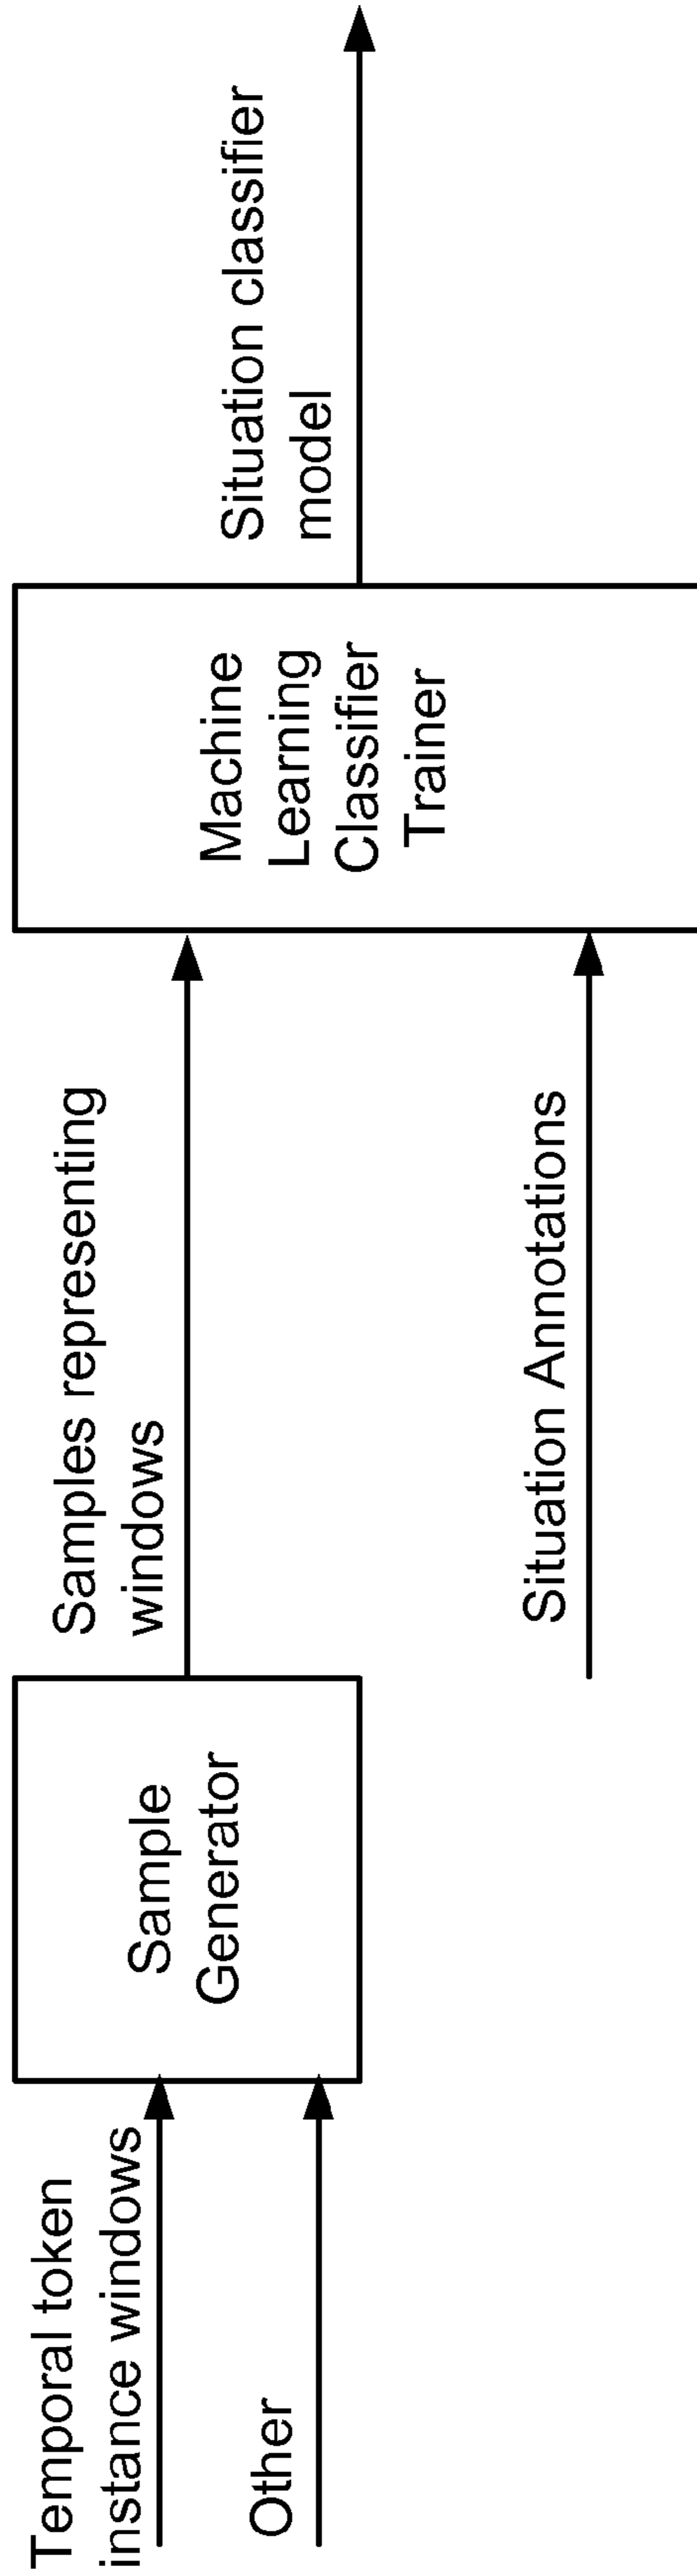 Temporal token
instance windows
Other
Sample
Generator
Samples representing
windows
Situation Annotations
Machine
Learning
Classifier
Trainer
Situation classifier
model